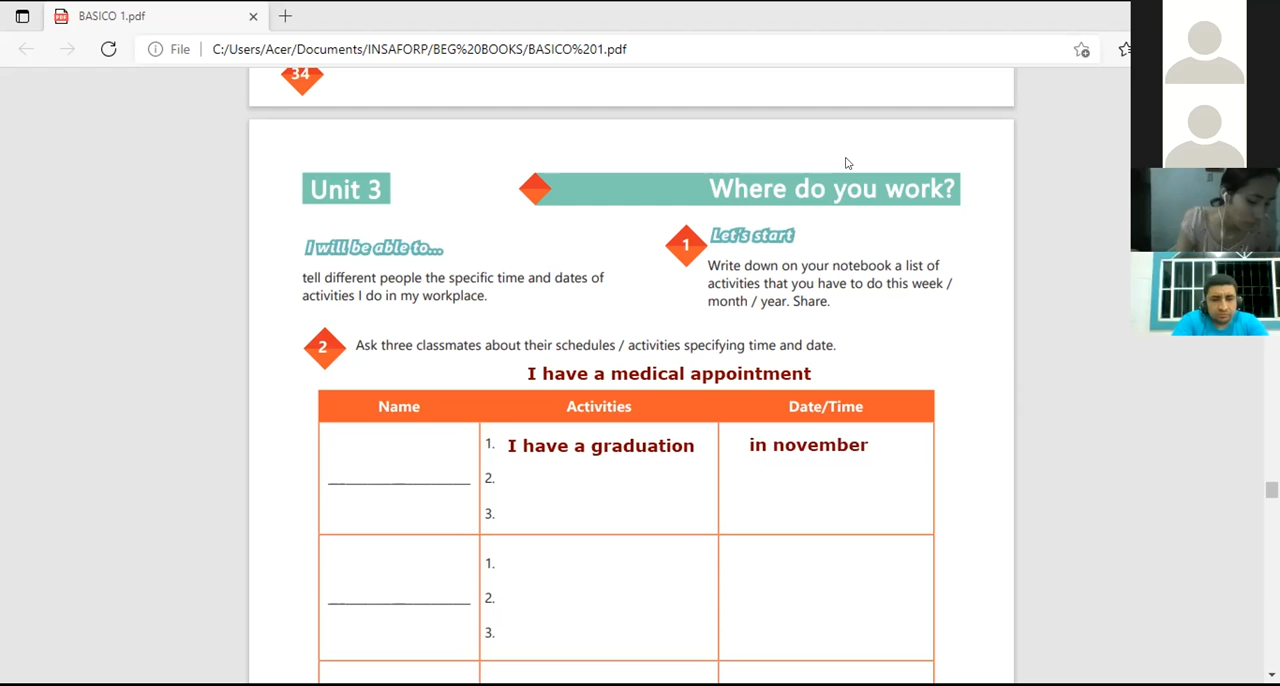 BASICO 1.pdf
File
C:/Users/Acer/Documents/INSAFORP/BEG%20BOOKS/BASICO%201.pdf
34
Unit 3
Where do you work?
I will be able to...
tell different people the specific time and dates of
activities I do in my workplace.
1
Let's start
Write down on your notebook a list of
activities that you have to do this week /
month / year. Share.
2
Ask three classmates about their schedules / activities specifying time and date.
I have a medical appointment
Name
Activities
Date/Time
1. I have a graduation
in november
2.
3.
1.
2.
3.